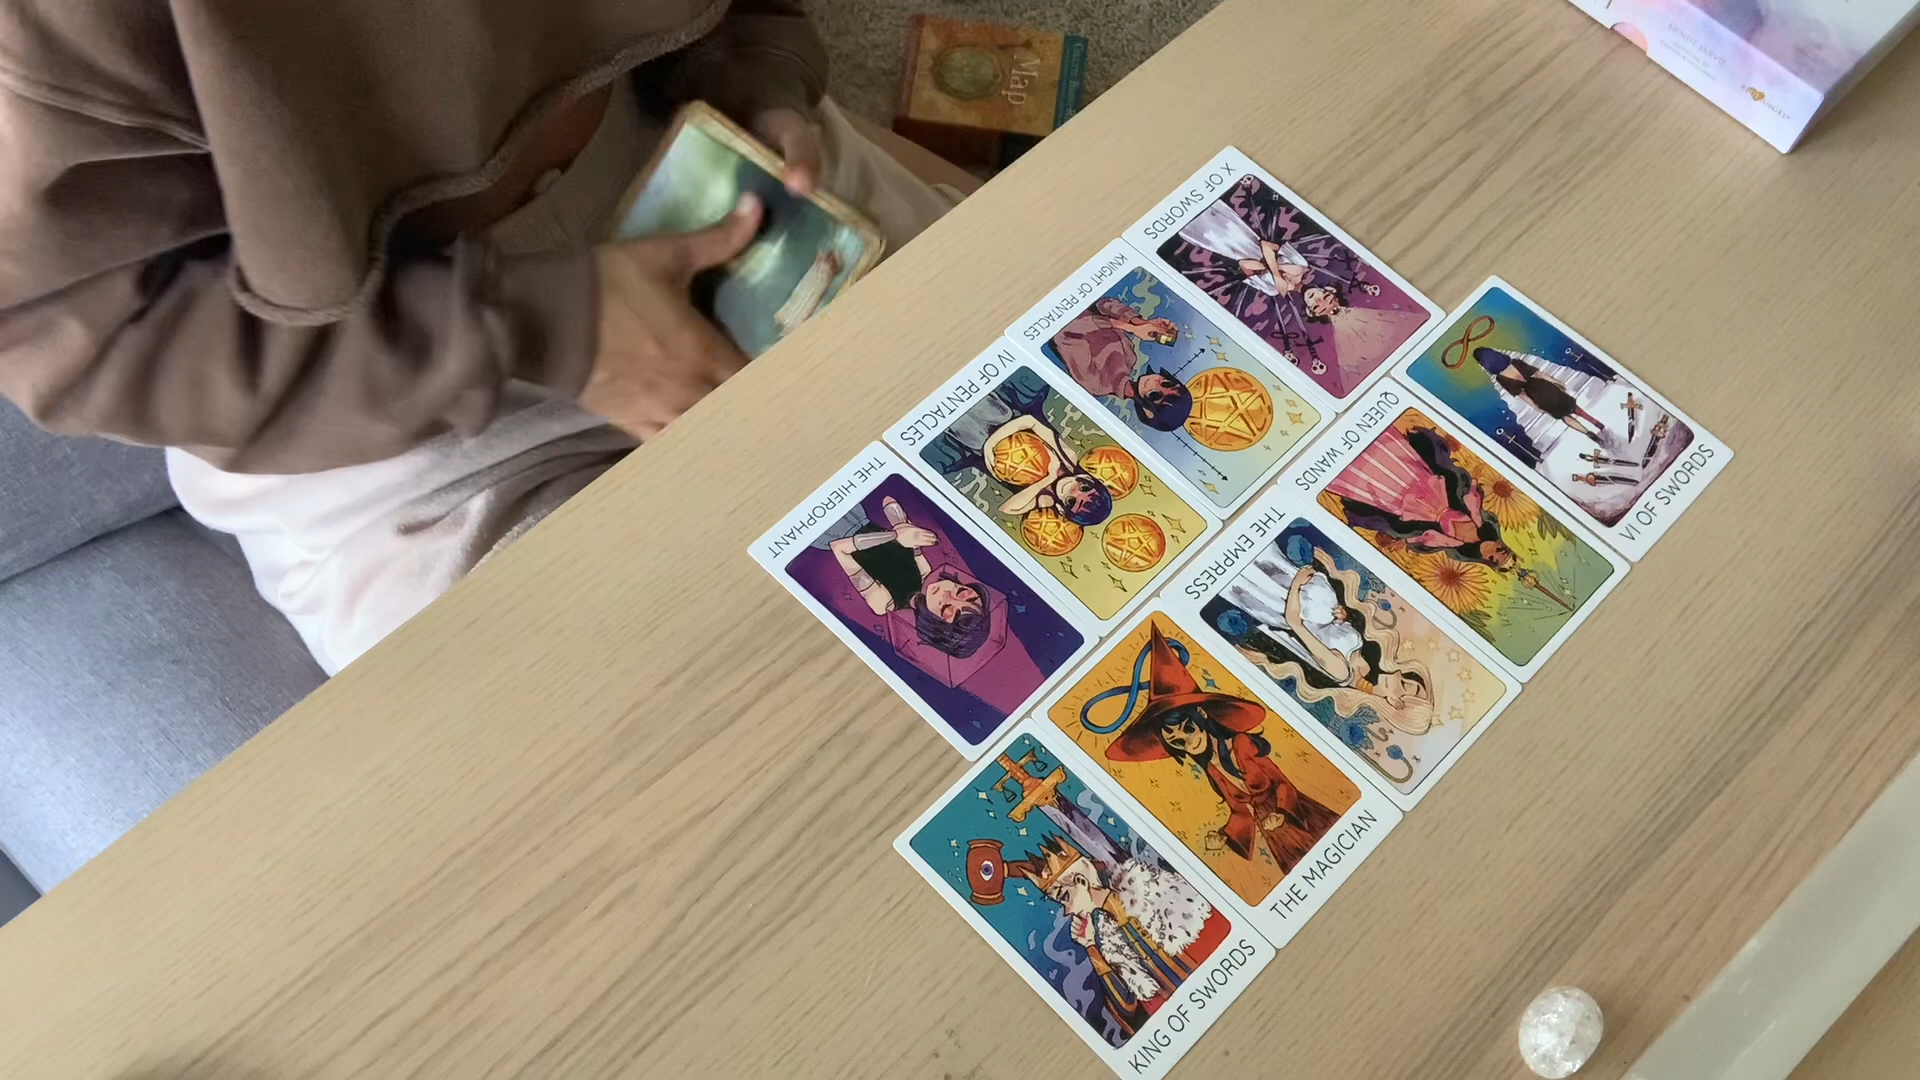 Map
X OF SWORDS
KNIGHT OF PENTACLES
IV OF PENTACLES
THE HIEROPHANT
VI OF SWORDS
QUEEN OF WANDS
THE EMPRESS
THE MAGICIAN
KING OF SWORDS